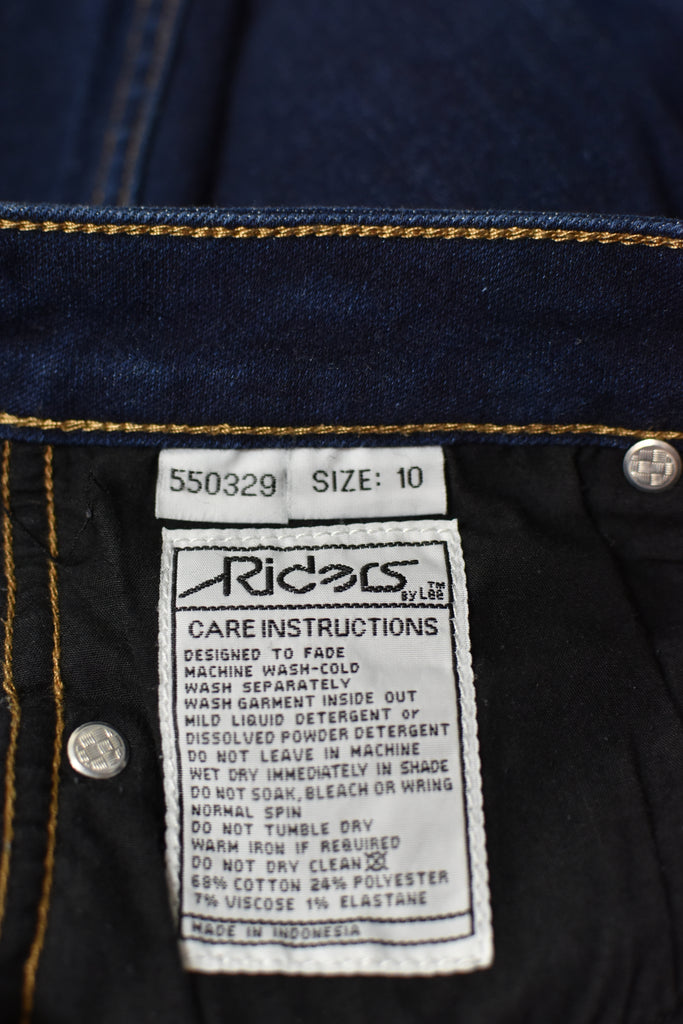 550329 SIZE: 10
Riders
TM
By Lee
CARE INSTRUCTIONS
DESIGNED TO FADE
MACHINE WASH-COLD
WASH SEPARATELY
WASH GARMENT INSIDE OUT
MILD LIQUID DETERGENT or
DISSOLVED POWDER DETERGENT
DO NOT LEAVE IN MACHINE
WET DRY IMMEDIATELY IN SHADE
DO NOT SOAK, BLEACH OR WRING
NORMAL SPIN
DO NOT TUMBLE DRY
WARM IRON IF REQUIRED
DO NOT DRY CLEAN
68% COTTON 24% POLYESTER
7% VISCOSE 1% ELASTANE
MADE IN INDONESIA